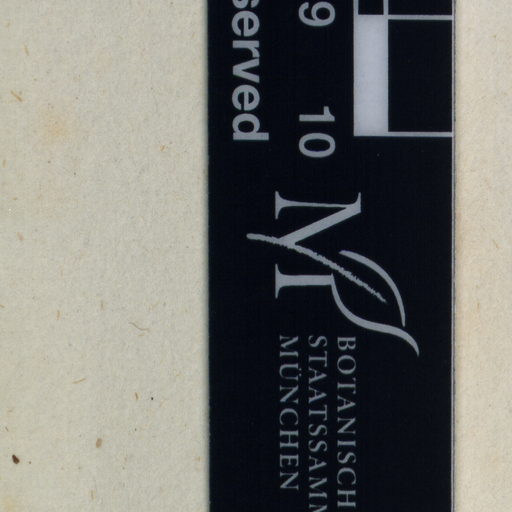 served
9 10
BOTANISCH
STAATSSAMM
MÜNCHEN